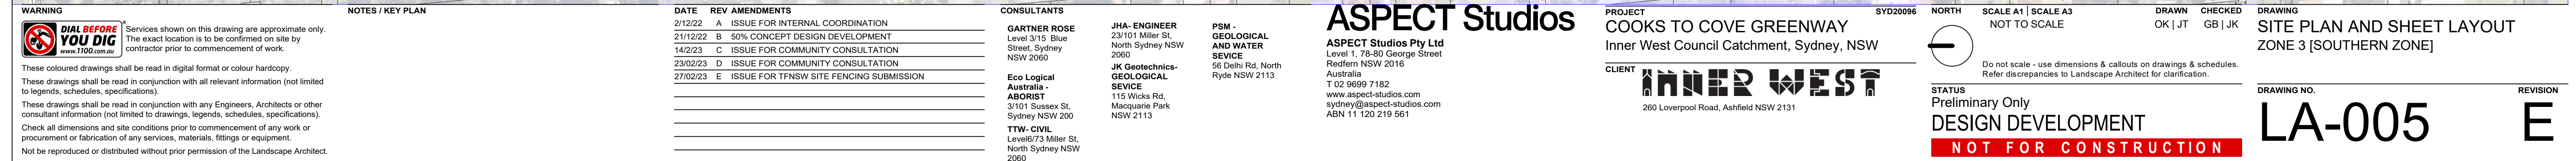 WARNING
DIAL BEFORE
YOU DIG
www.1100.com.au
Services shown on this drawing are approximate only.
The exact location is to be confirmed on site by
contractor prior to commencement of work.
These coloured drawings shall be read in digital format or colour hardcopy.
These drawings shall be read in conjunction with all relevant information (not limited
to legends, schedules, specifications).
These drawings shall be read in conjunction with any Engineers, Architects or other
consultant information (not limited to drawings, legends, schedules, specifications).
Check all dimensions and site conditions prior to commencement of any work or
procurement or fabrication of any services, materials, fittings or equipment.
Not be reproduced or distributed without prior permission of the Landscape Architect.
NOTES / KEY PLAN
DATE REV AMENDMENTS
2/12/22 A ISSUE FOR INTERNAL COORDINATION
21/12/22 B 50% CONCEPT DESIGN DEVELOPMENT
14/2/23 C ISSUE FOR COMMUNITY CONSULTATION
23/02/23 D ISSUE FOR COMMUNITY CONSULTATION
27/02/23 E ISSUE FOR TFNSW SITE FENCING SUBMISSION
CONSULTANTS
GARTNER ROSE
Level 3/15 Blue
Street, Sydney
NSW 2060
Eco Logical
Australia -
ABORIST
3/101 Sussex St,
Sydney NSW 200
TTW- CIVIL
Level6/73 Miller St,
North Sydney NSW
2060
JHA- ENGINEER
23/101 Miller St,
North Sydney NSW
2060
JK Geotechnics-
GEOLOGICAL
SEVICE
115 Wicks Rd,
Macquarie Park
NSW 2113
PSM -
GEOLOGICAL
AND WATER
SEVICE
56 Delhi Rd, North
Ryde NSW 2113
ASPECT Studios
ASPECT Studios Pty Ltd
Level 1, 78-80 George Street
Redfern NSW 2016
Australia
T 02 9699 7182
www.aspect-studios.com
sydney@aspect-studios.com
ABN 11 120 219 561
PROJECT SYD20096
COOKS TO COVE GREENWAY
Inner West Council Catchment, Sydney, NSW
CLIENT
INNER WEST
260 Loverpool Road, Ashfield NSW 2131
NORTH SCALE A1 | SCALE A3 DRAWN CHECKED
NOT TO SCALE OK | JT GB | JK
Do not scale - use dimensions & callouts on drawings & schedules.
Refer discrepancies to Landscape Architect for clarification.
STATUS
Preliminary Only
DESIGN DEVELOPMENT
NOT FOR CONSTRUCTION
DRAWING
SITE PLAN AND SHEET LAYOUT
ZONE 3 [SOUTHERN ZONE]
DRAWING NO. REVISION
LA-005 E